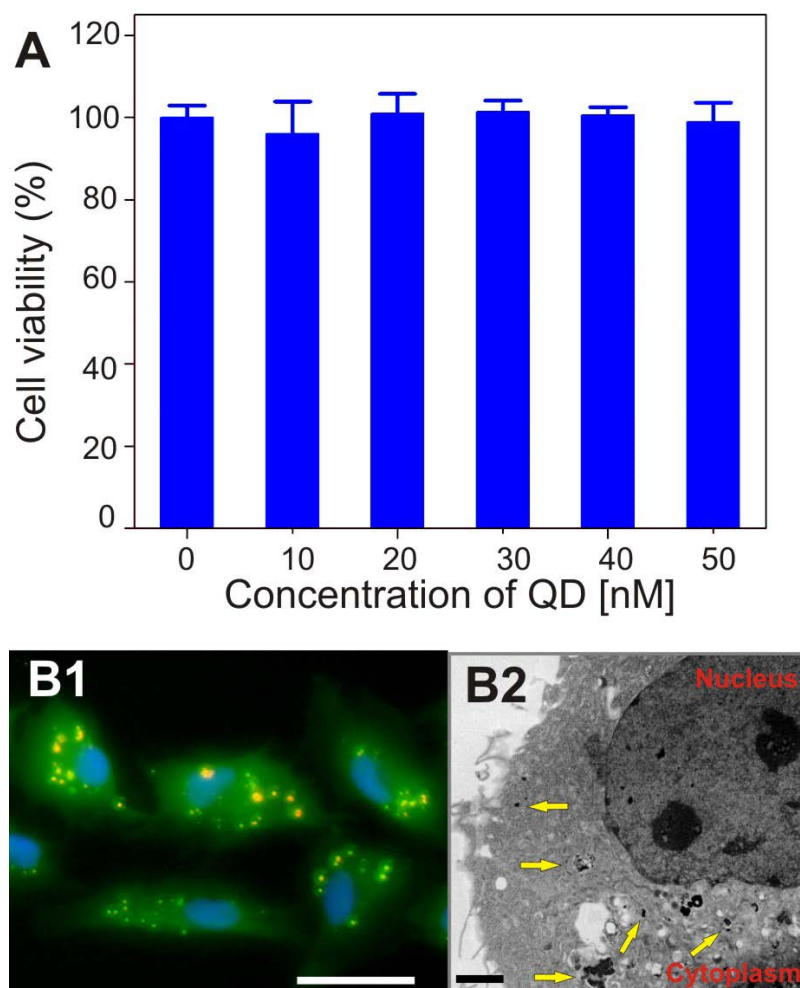 A
Cell viability (%)
120
100
80
60
40
20
0
0 10 20 30 40 50
Concentration of QD [nM]
B1
B2
Nucleus
Cytoplasm